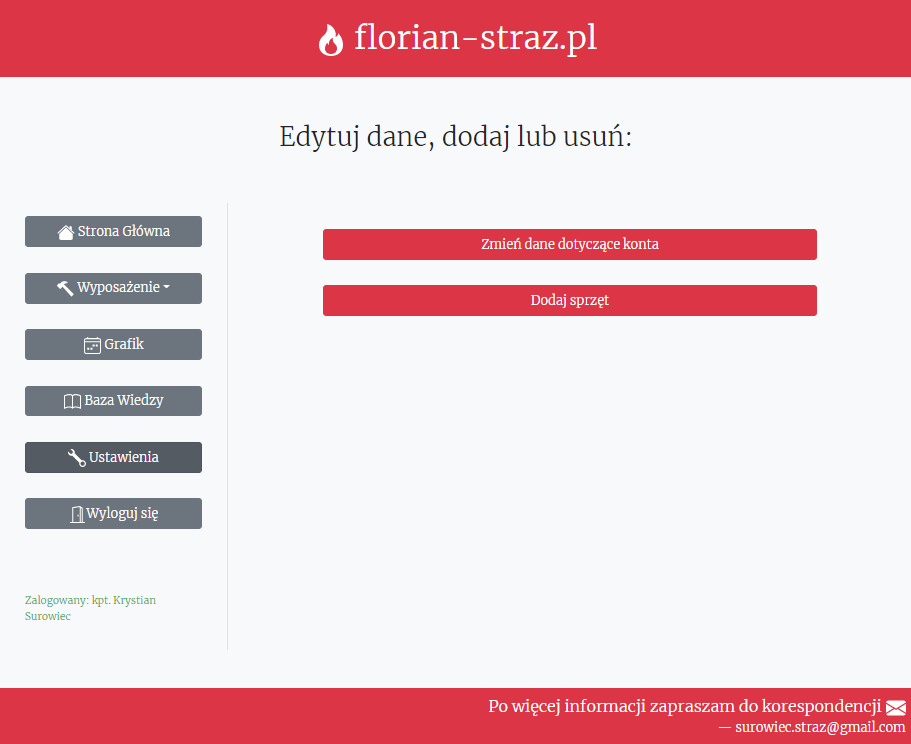 florian-straz.pl
Edytuj dane, dodaj lub usuń:
Strona Główna
Wyposażenie
Grafik
Baza Wiedzy
Ustawienia
Wyloguj się
Zalogowany: kpt. Krystian
Surowiec
Zmień dane dotyczące konta
Dodaj sprzęt
Po więcej informacji zapraszam do korespondencji
— surowiec.straz@gmail.com